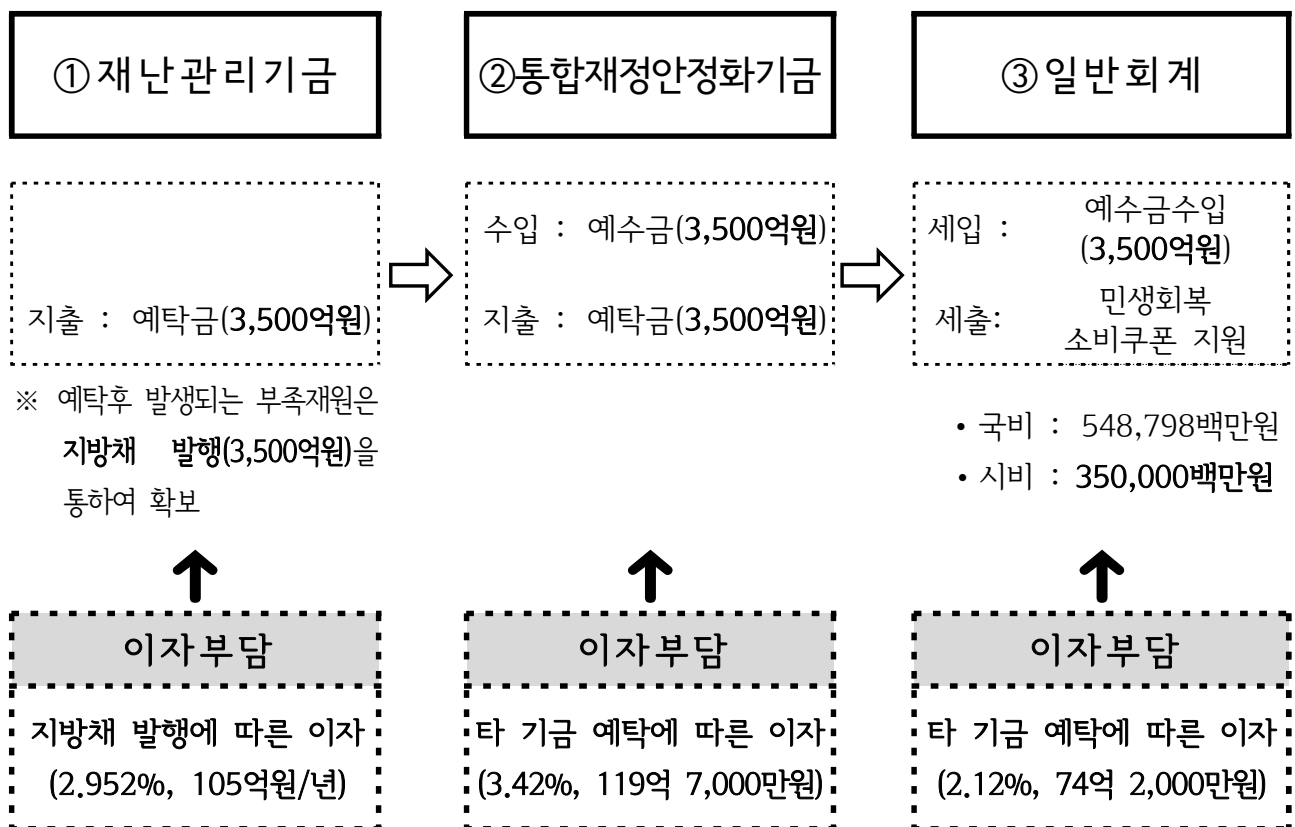 ①재난관리기금
②통합재정안정화기금
③일반회계
지출 : 예탁금(3,500억원)
수입 : 예수금(3,500억원)
지출 : 예탁금(3,500억원)
세입 : 예수금수입
(3,500억원)
세출: 민생회복
소비쿠폰 지원
※ 예탁후 발생되는 부족재원은
지방채 발행(3,500억원)을
통하여 확보
• 국비 : 548,798백만원
• 시비 : 350,000백만원
이자부담
지방채 발행에 따른 이자
(2.952%, 105억원/년)
이자부담
타 기금 예탁에 따른 이자
(3.42%, 119억 7,000만원)
이자부담
타 기금 예탁에 따른 이자
(2.12%, 74억 2,000만원)